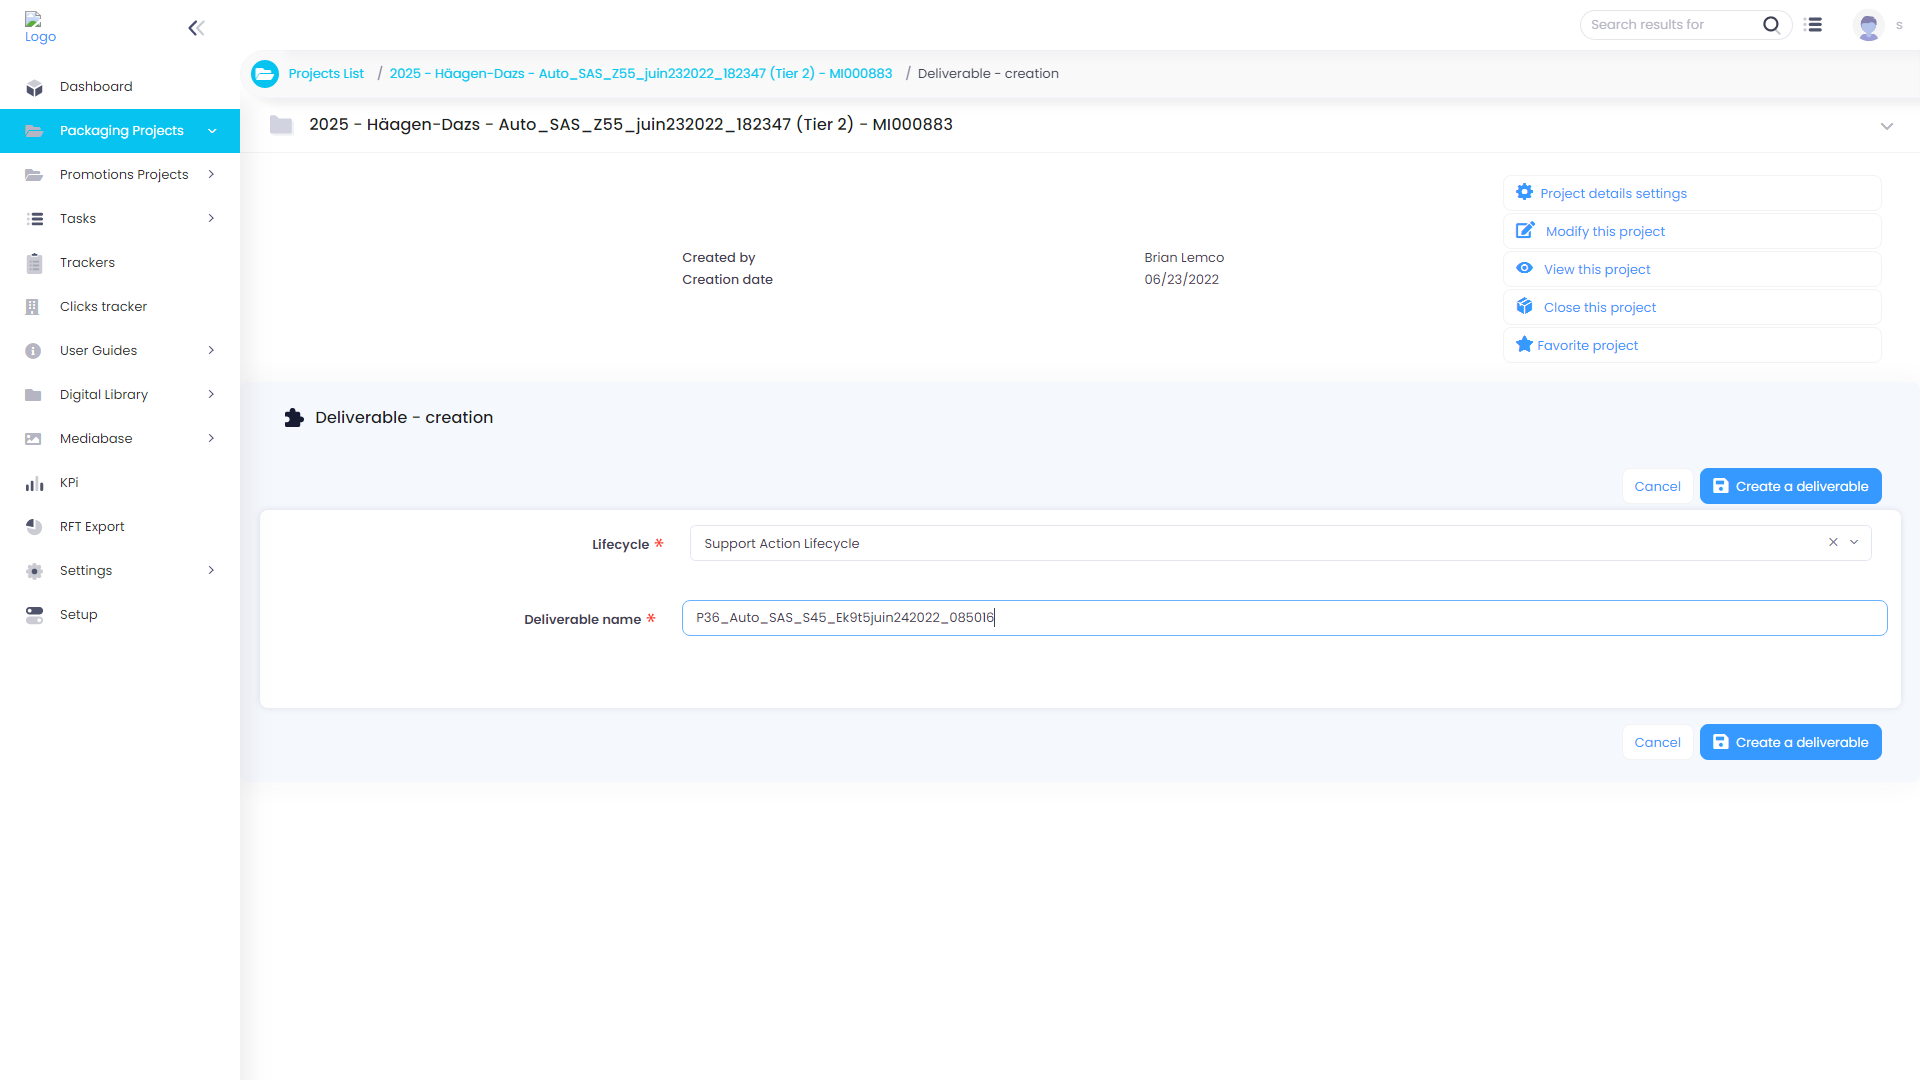 Logo
Search results for
s
Dashboard
Packaging Projects
Promotions Projects
Tasks
Trackers
Clicks tracker
User Guides
Digital Library
Mediabase
KPi
RFT Export
Settings
Setup
Projects List / 2025 - Häagen-Dazs - Auto_SAS_Z55_juin232022_182347 (Tier 2) - MI000883 / Deliverable - creation
2025 - Häagen-Dazs - Auto_SAS_Z55_juin232022_182347 (Tier 2) - MI000883
Created by Brian Lemco
Creation date 06/23/2022
Project details settings
Modify this project
View this project
Close this project
Favorite project
Deliverable - creation
Cancel Create a deliverable
Lifecycle * Support Action Lifecycle
Deliverable name * P36_Auto_SAS_S45_Ek9t5juin242022_085016
Cancel Create a deliverable